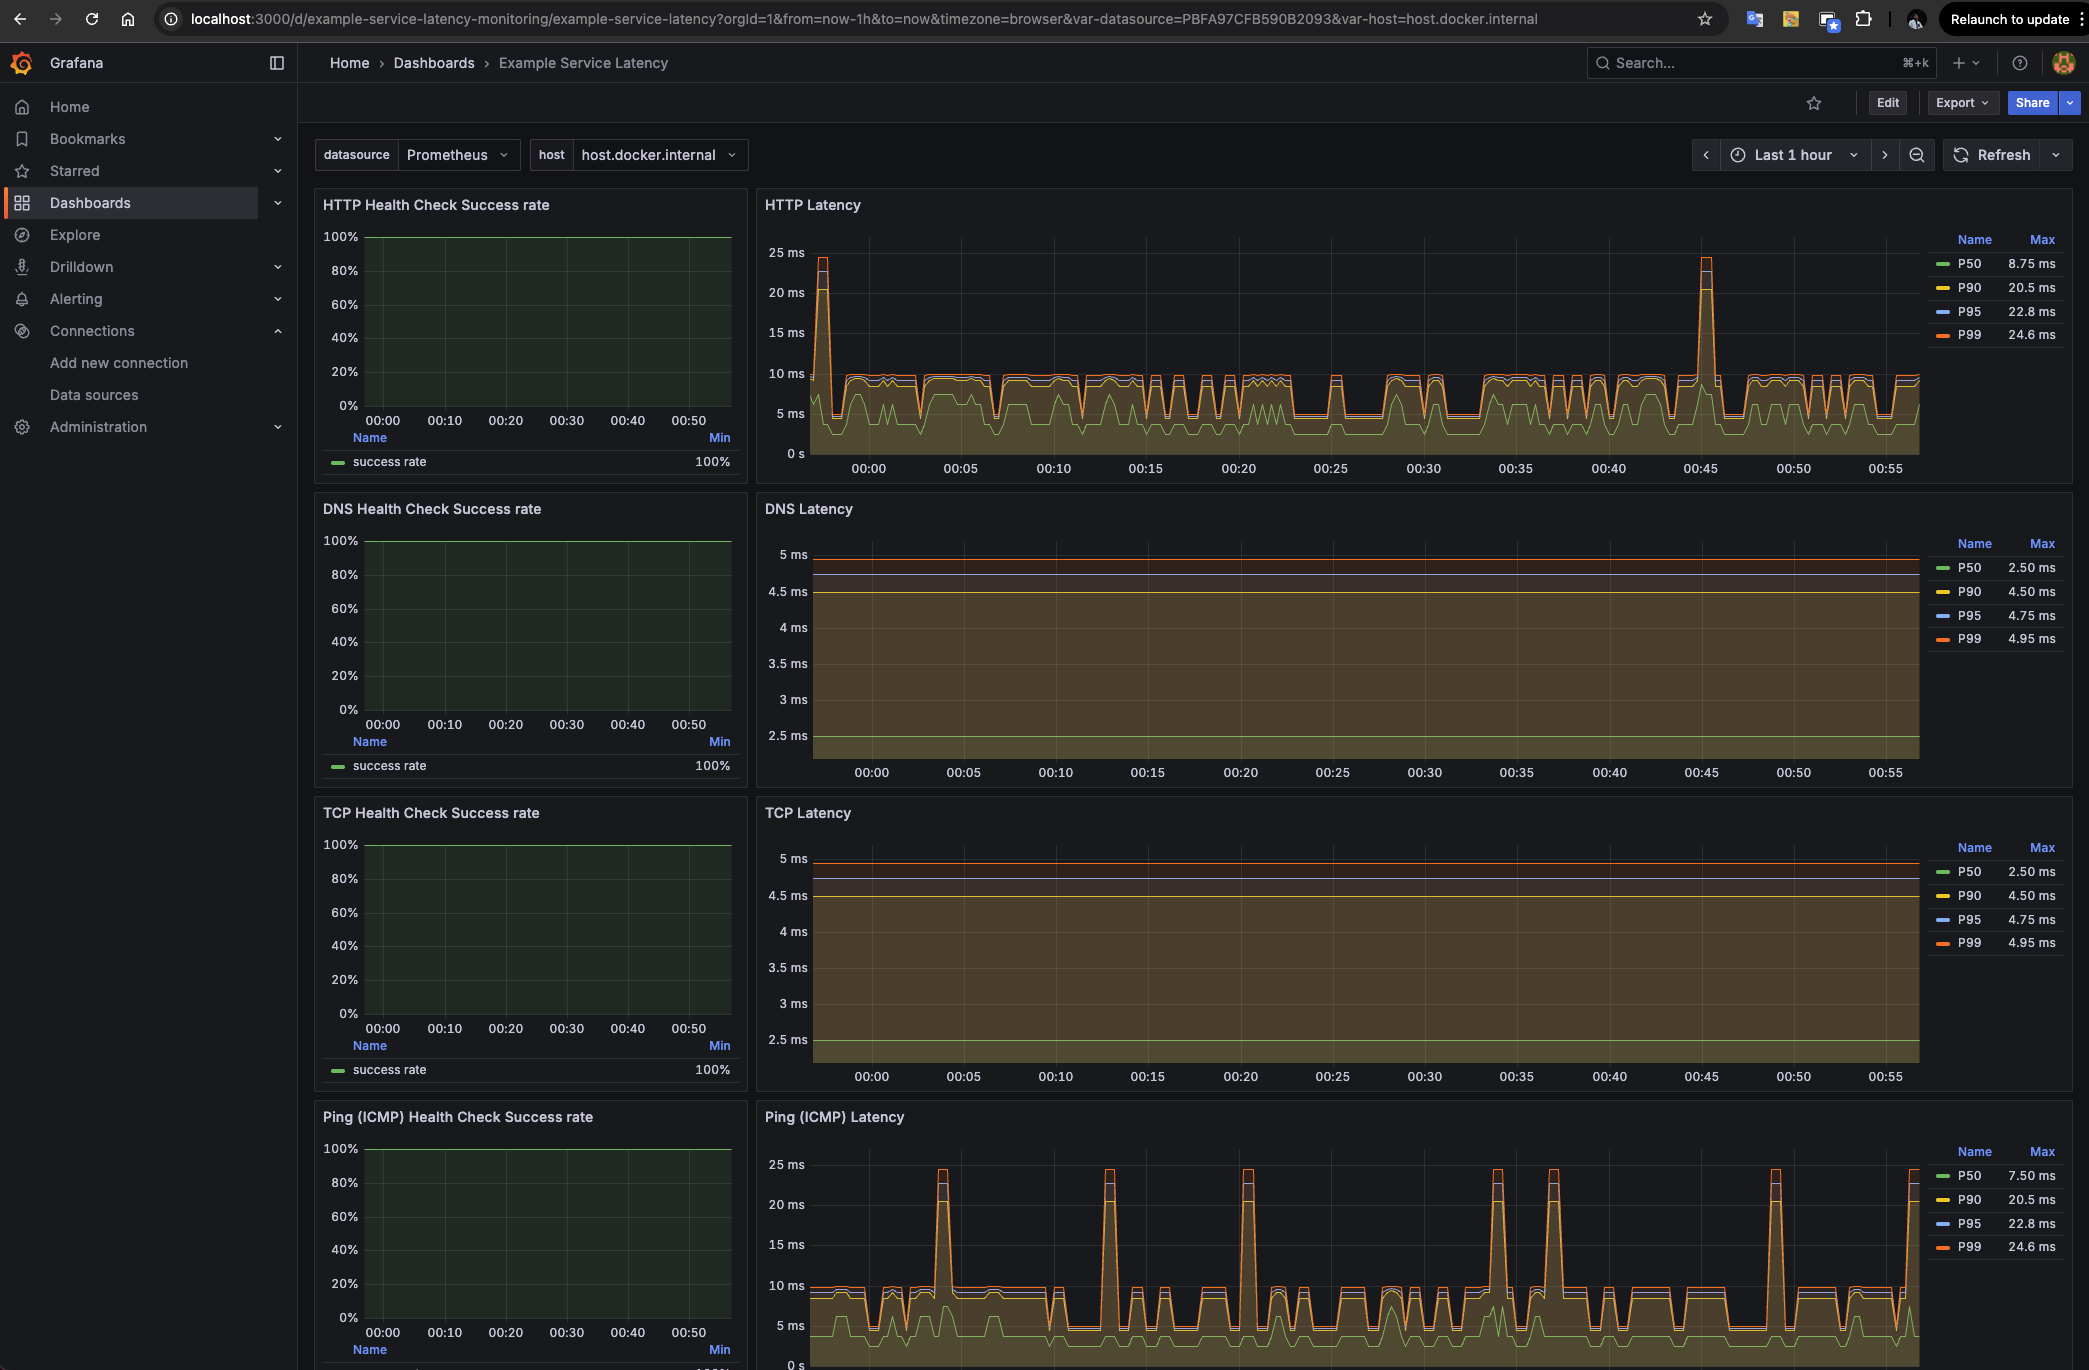 localhost:3000/d/example-service-latency-monitoring/example-service-latency?orgId=1&from=now-1h&to=now&timezone=browser&var-datasource=PBFA97CFB590B2093&var-host=host.docker.internal
Relaunch to update
Grafana
Home › Dashboards › Example Service Latency
Search... ⌘+k
Edit Export Share
Home
Bookmarks
Starred
Dashboards
Explore
Drilldown
Alerting
Connections
Add new connection
Data sources
Administration
datasource Prometheus host host.docker.internal
Last 1 hour Refresh
HTTP Health Check Success rate
100%
80%
60%
40%
20%
0%
00:00 00:10 00:20 00:30 00:40 00:50
Name Min
success rate 100%
HTTP Latency
25 ms
20 ms
15 ms
10 ms
5 ms
0 s
00:00 00:05 00:10 00:15 00:20 00:25 00:30 00:35 00:40 00:45 00:50 00:55
Name Max
P50 8.75 ms
P90 20.5 ms
P95 22.8 ms
P99 24.6 ms
DNS Health Check Success rate
100%
80%
60%
40%
20%
0%
00:00 00:10 00:20 00:30 00:40 00:50
Name Min
success rate 100%
DNS Latency
5 ms
4.5 ms
4 ms
3.5 ms
3 ms
2.5 ms
00:00 00:05 00:10 00:15 00:20 00:25 00:30 00:35 00:40 00:45 00:50 00:55
Name Max
P50 2.50 ms
P90 4.50 ms
P95 4.75 ms
P99 4.95 ms
TCP Health Check Success rate
100%
80%
60%
40%
20%
0%
00:00 00:10 00:20 00:30 00:40 00:50
Name Min
success rate 100%
TCP Latency
5 ms
4.5 ms
4 ms
3.5 ms
3 ms
2.5 ms
00:00 00:05 00:10 00:15 00:20 00:25 00:30 00:35 00:40 00:45 00:50 00:55
Name Max
P50 2.50 ms
P90 4.50 ms
P95 4.75 ms
P99 4.95 ms
Ping (ICMP) Health Check Success rate
100%
80%
60%
40%
20%
0%
00:00 00:10 00:20 00:30 00:40 00:50
Name Min
Ping (ICMP) Latency
25 ms
20 ms
15 ms
10 ms
5 ms
0 s
Name Max
P50 7.50 ms
P90 20.5 ms
P95 22.8 ms
P99 24.6 ms